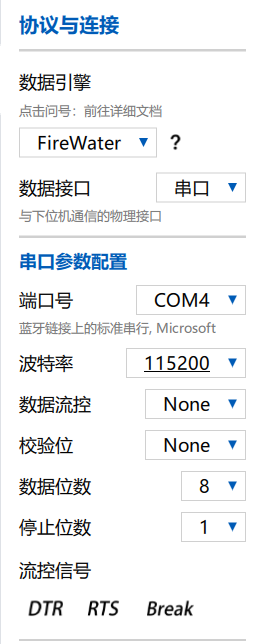 协议与连接
数据引擎
点击问号：前往详细文档
FireWater ?
数据接口 串口
与下位机通信的物理接口
串口参数配置
端口号 COM4
蓝牙链接上的标准串行, Microsoft
波特率 115200
数据流控 None
校验位 None
数据位数 8
停止位数 1
流控信号
DTR RTS Break